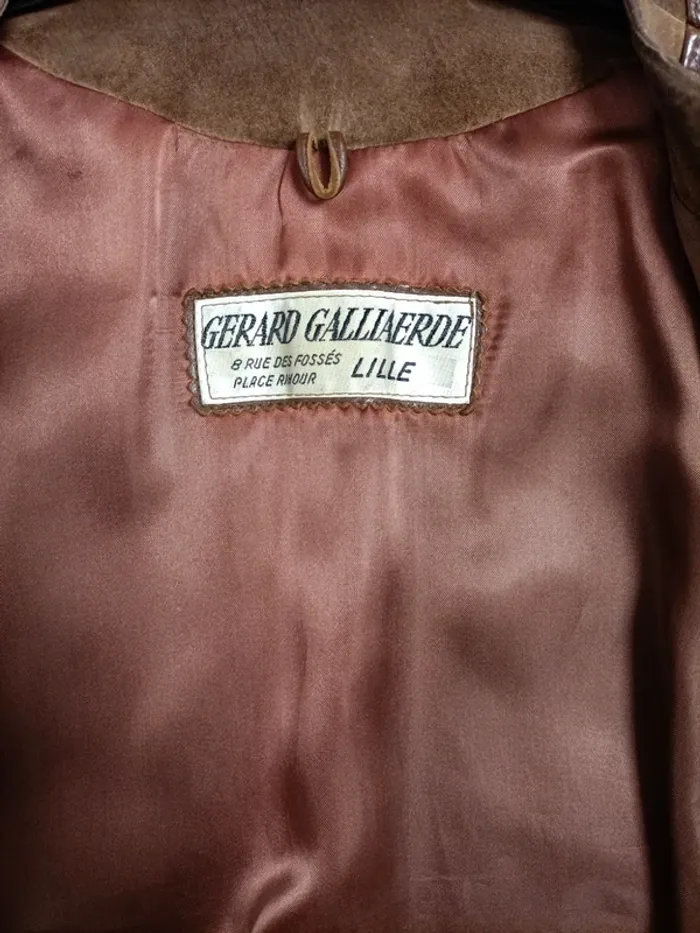 GERARD GALLIAERDE
8 RUE DES FOSSÉS
PLACE RIHOUR
LILLE